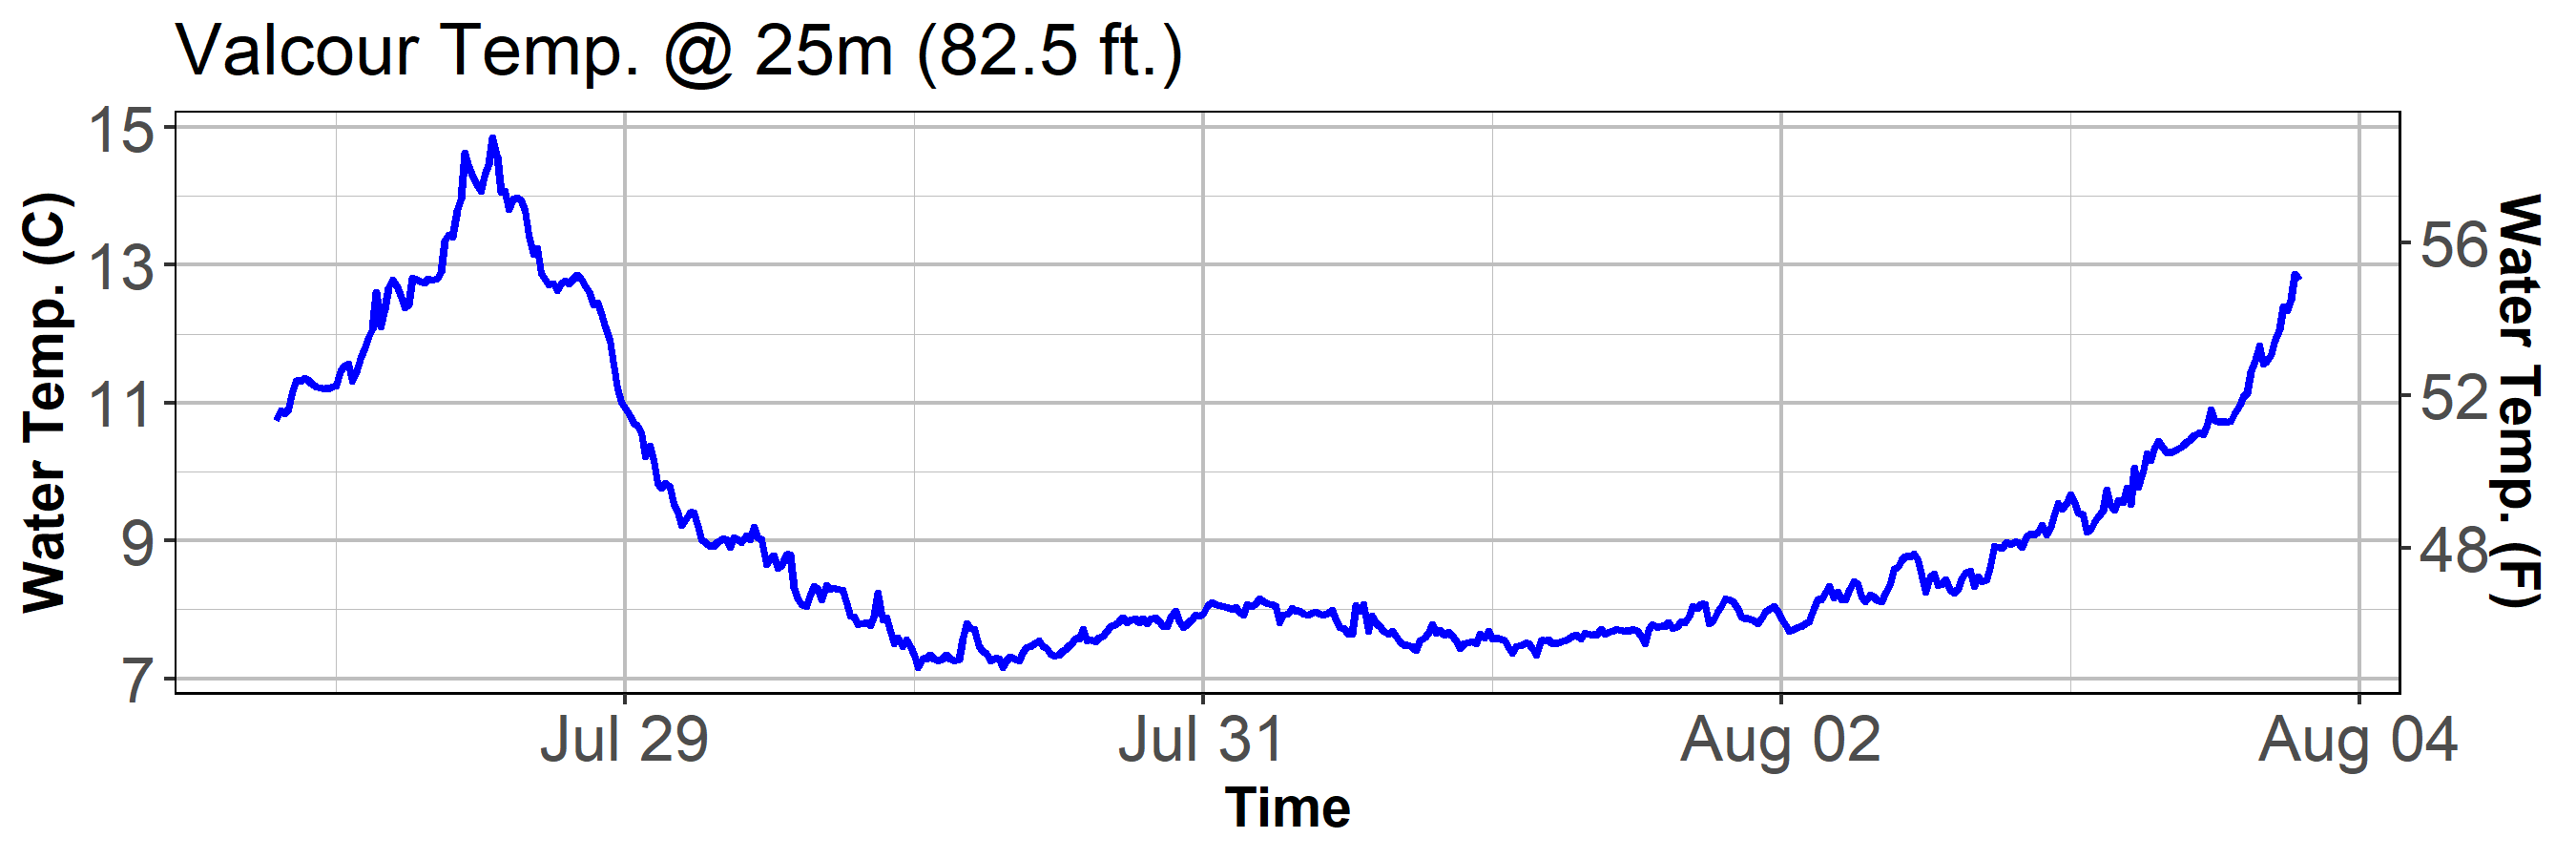 Valcour Temp. @ 25m (82.5 ft.)
Water Temp. (C)
15
13
11
9
7
56
52
48
Water Temp. (F)
Jul 29 Jul 31 Aug 02 Aug 04
Time